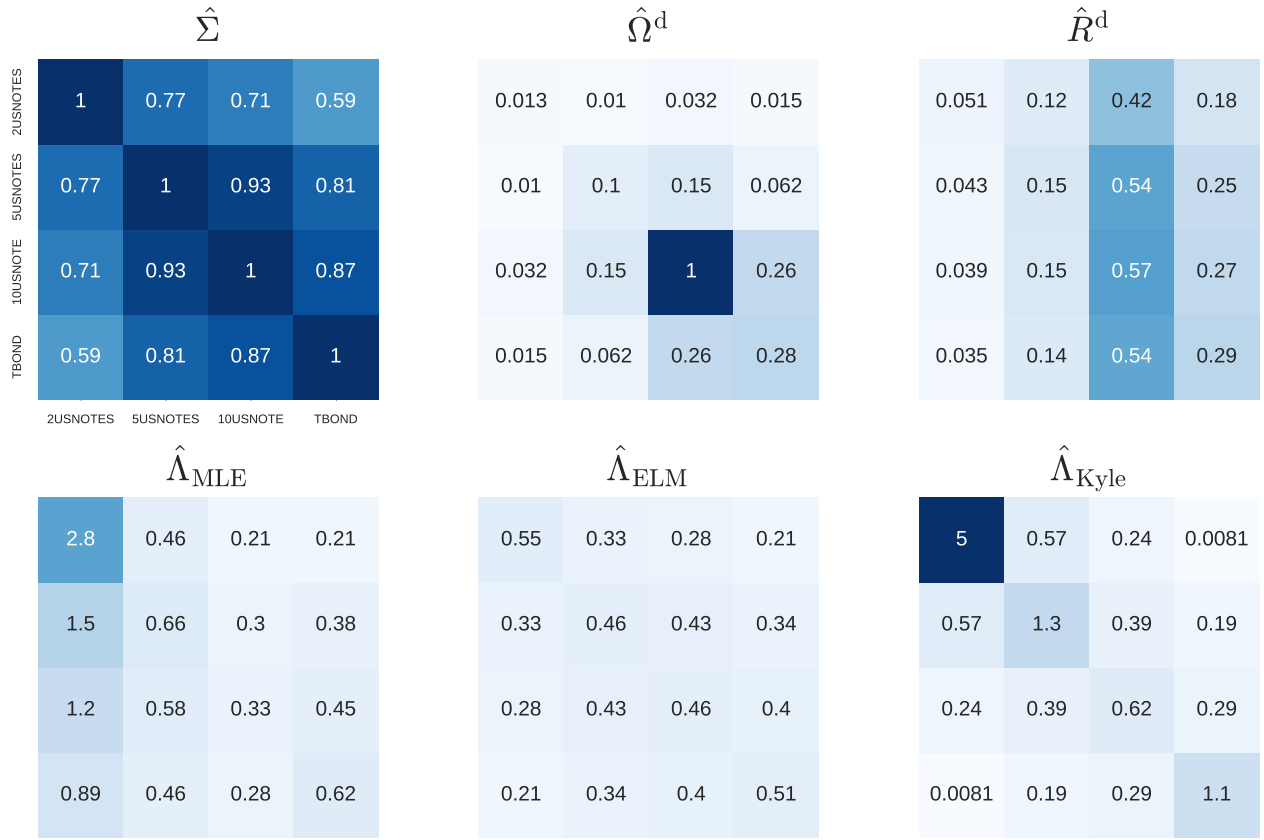 Σ̂ Ω̂ᵈ R̂ᵈ
2USNOTES 1 0.77 0.71 0.59 0.013 0.01 0.032 0.015 0.051 0.12 0.42 0.18
5USNOTES 0.77 1 0.93 0.81 0.01 0.1 0.15 0.062 0.043 0.15 0.54 0.25
10USNOTE 0.71 0.93 1 0.87 0.032 0.15 1 0.26 0.039 0.15 0.57 0.27
TBOND 0.59 0.81 0.87 1 0.015 0.062 0.26 0.28 0.035 0.14 0.54 0.29
2USNOTES 5USNOTES 10USNOTE TBOND
Λ̂MLE Λ̂ELM Λ̂Kyle
2.8 0.46 0.21 0.21 0.55 0.33 0.28 0.21 5 0.57 0.24 0.0081
1.5 0.66 0.3 0.38 0.33 0.46 0.43 0.34 0.57 1.3 0.39 0.19
1.2 0.58 0.33 0.45 0.28 0.43 0.46 0.4 0.24 0.39 0.62 0.29
0.89 0.46 0.28 0.62 0.21 0.34 0.4 0.51 0.0081 0.19 0.29 1.1